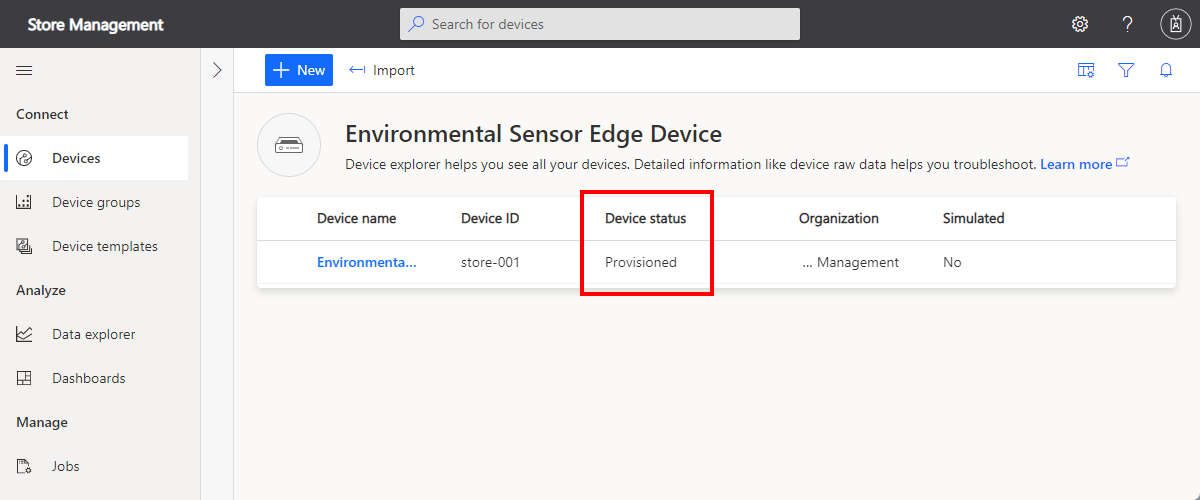 Store Management
Search for devices
New
Import
Connect
Devices
Device groups
Device templates
Analyze
Data explorer
Dashboards
Manage
Jobs
Environmental Sensor Edge Device
Device explorer helps you see all your devices. Detailed information like device raw data helps you troubleshoot. Learn more
Device name Device ID Device status Organization Simulated
Environmenta... store-001 Provisioned ... Management No